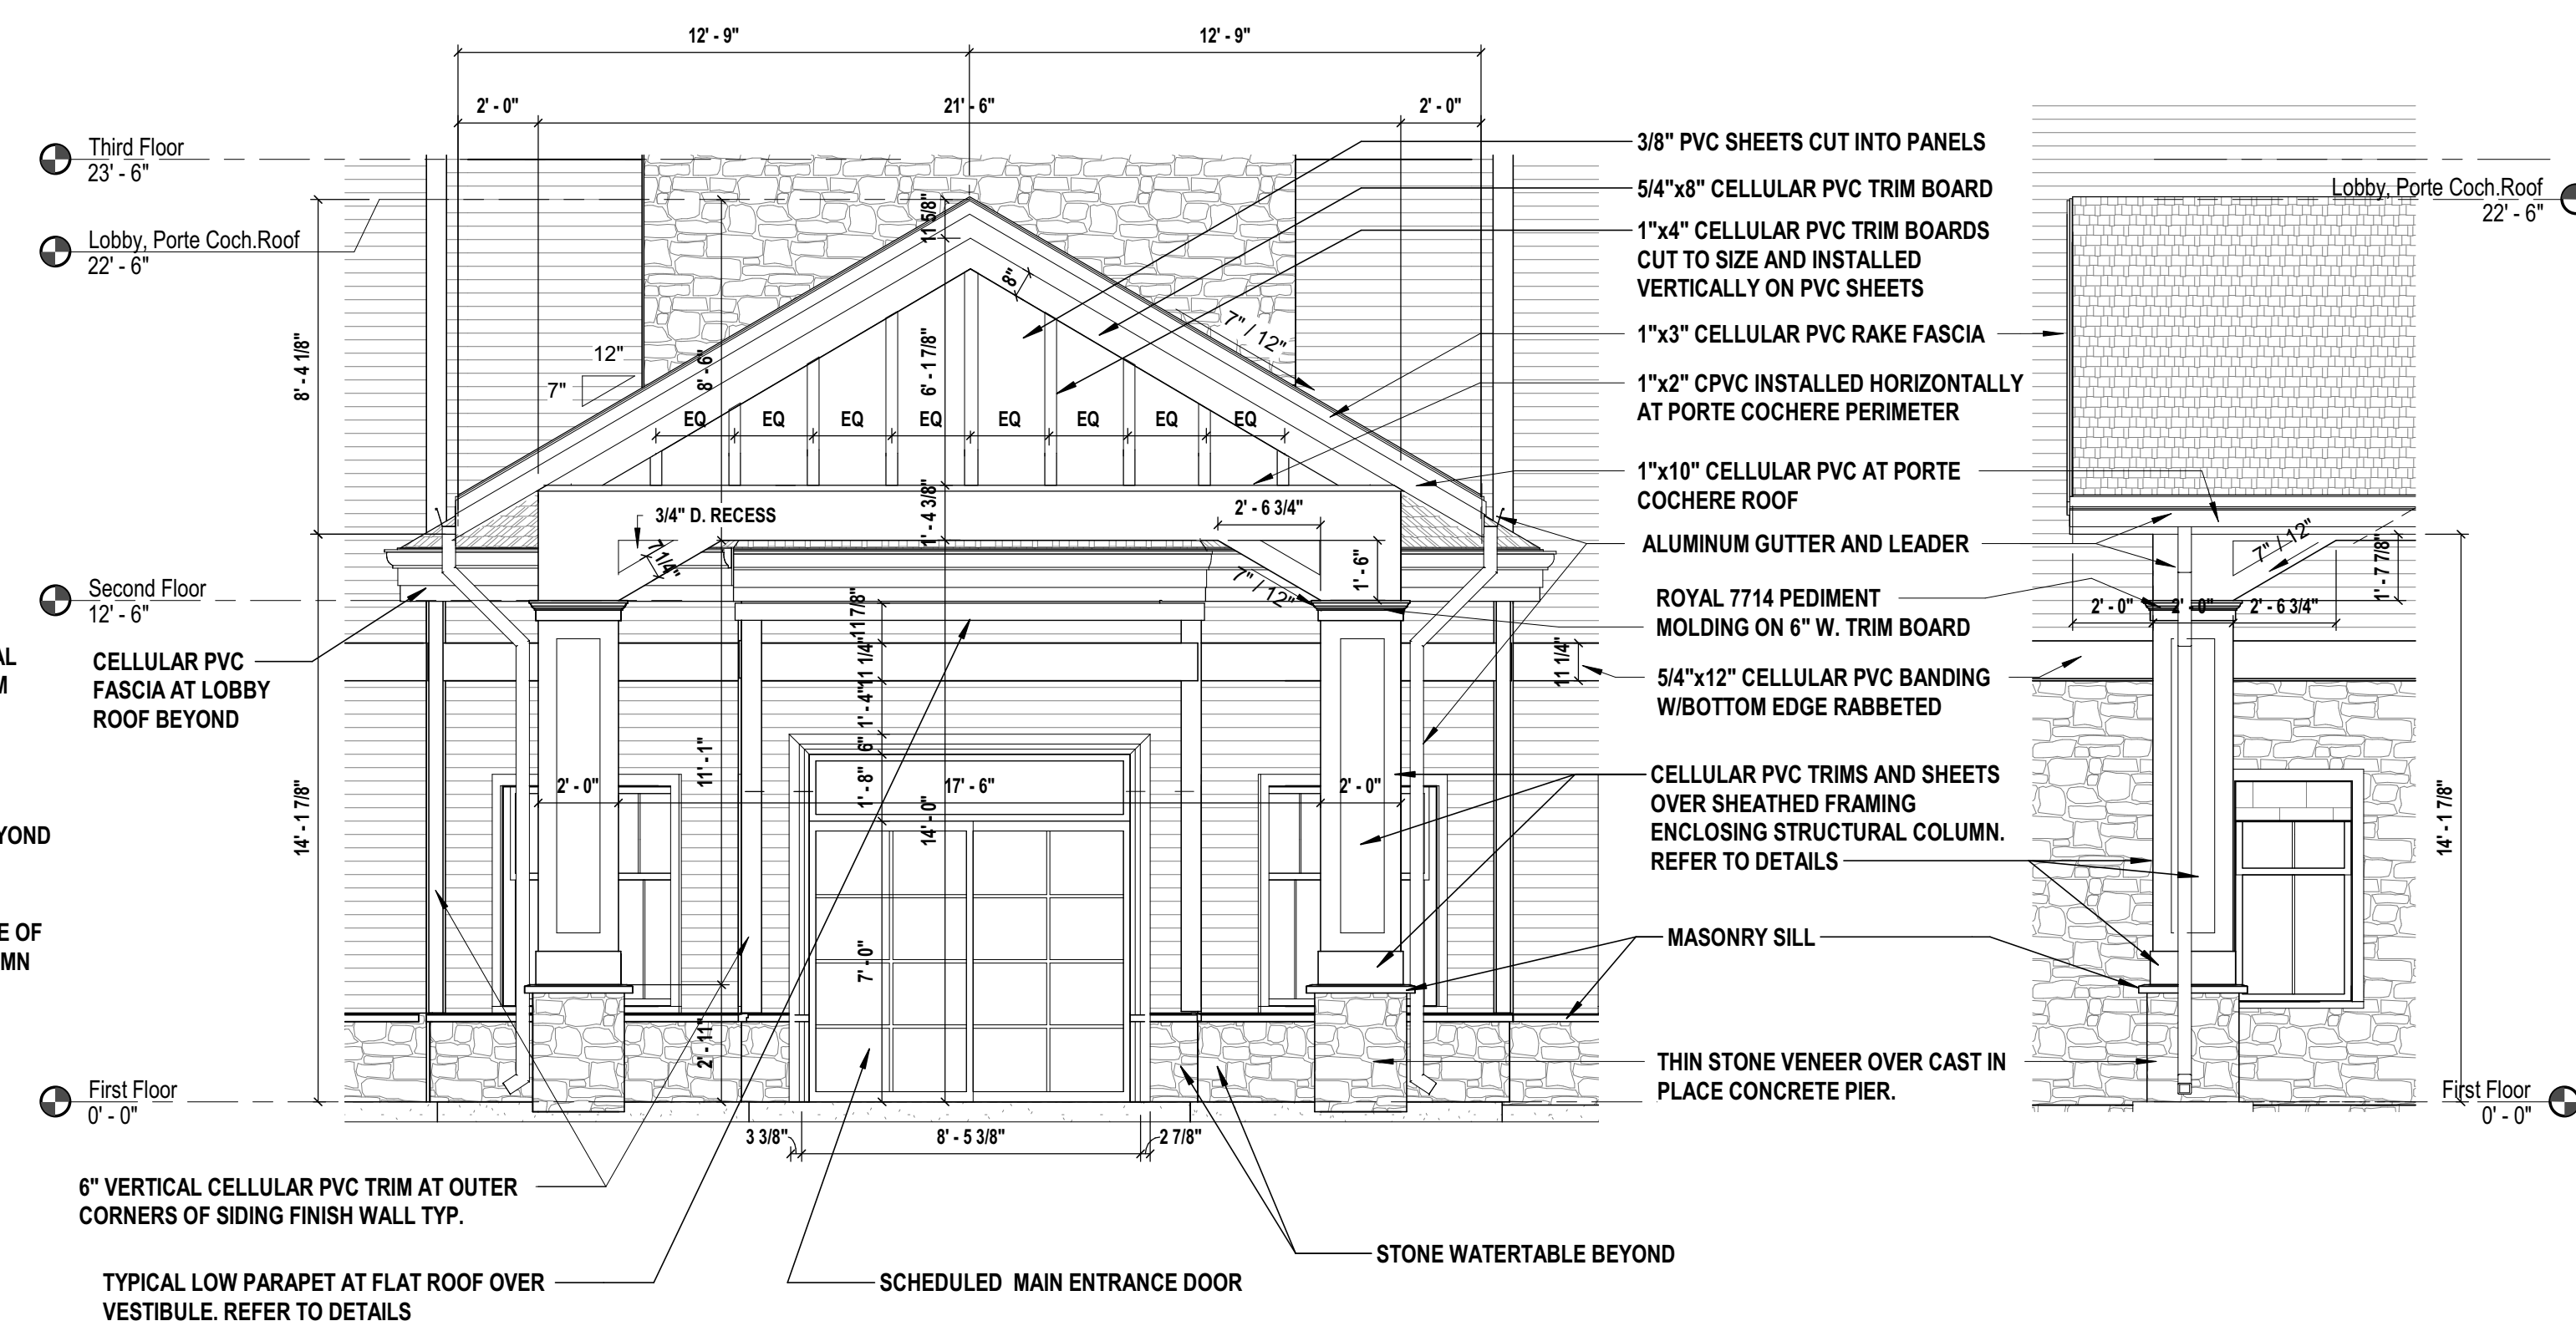 12' - 9"
12' - 9"
2' - 0"
21' - 6"
2' - 0"
Third Floor
23' - 6"
Lobby, Porte Coch.Roof
22' - 6"
8' - 4 1/8"
14' - 1 7/8"
Second Floor
12' - 6"
First Floor
0' - 0"
AL
M
CELLULAR PVC
FASCIA AT LOBBY
ROOF BEYOND
YOND
E OF
MN
12"
7"
8' - 6"
11 5/8"
6' - 1 7/8"
8"
7" / 12"
EQ
EQ
EQ
EQ
EQ
EQ
EQ
EQ
3/4" D. RECESS
7 1/4"
1' - 4 3/8"
2' - 6 3/4"
1' - 6"
7" / 12"
11 7/8"
11 1/4"
1' - 4"
6"
1' - 8"
14' - 0"
7' - 0"
11' - 1"
2' - 11"
2' - 0"
17' - 6"
2' - 0"
11 1/4"
3 3/8"
8' - 5 3/8"
2 7/8"
6" VERTICAL CELLULAR PVC TRIM AT OUTER
CORNERS OF SIDING FINISH WALL TYP.
TYPICAL LOW PARAPET AT FLAT ROOF OVER
VESTIBULE. REFER TO DETAILS
SCHEDULED MAIN ENTRANCE DOOR
STONE WATERTABLE BEYOND
3/8" PVC SHEETS CUT INTO PANELS
5/4"x8" CELLULAR PVC TRIM BOARD
1"x4" CELLULAR PVC TRIM BOARDS
CUT TO SIZE AND INSTALLED
VERTICALLY ON PVC SHEETS
1"x3" CELLULAR PVC RAKE FASCIA
1"x2" CPVC INSTALLED HORIZONTALLY
AT PORTE COCHERE PERIMETER
1"x10" CELLULAR PVC AT PORTE
COCHERE ROOF
ALUMINUM GUTTER AND LEADER
ROYAL 7714 PEDIMENT
MOLDING ON 6" W. TRIM BOARD
5/4"x12" CELLULAR PVC BANDING
W/BOTTOM EDGE RABBETED
CELLULAR PVC TRIMS AND SHEETS
OVER SHEATHED FRAMING
ENCLOSING STRUCTURAL COLUMN.
REFER TO DETAILS
MASONRY SILL
THIN STONE VENEER OVER CAST IN
PLACE CONCRETE PIER.
Lobby, Porte Coch.Roof
22' - 6"
7" / 12"
1' - 7 7/8"
2' - 0"
2' - 0"
2' - 6 3/4"
14' - 1 7/8"
First Floor
0' - 0"